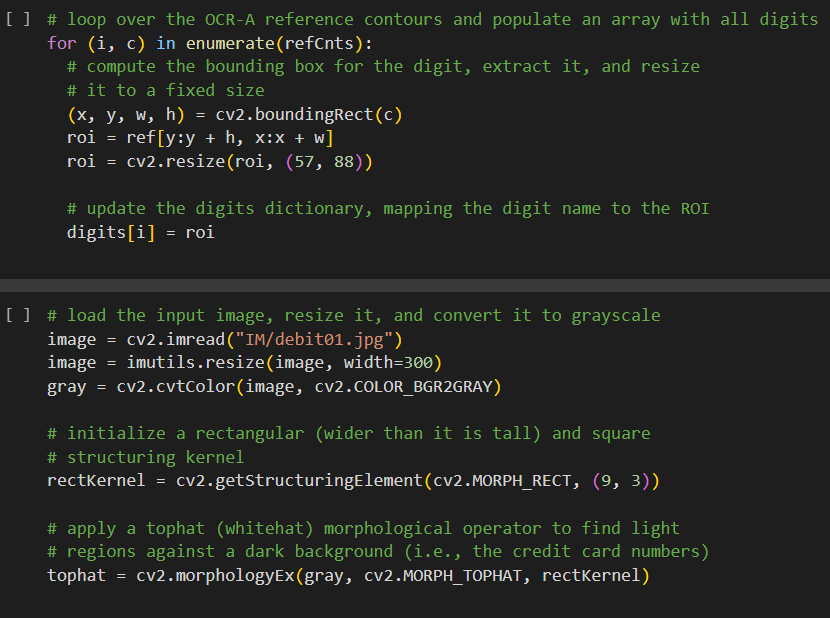 [ ] # loop over the OCR-A reference contours and populate an array with all digits
for (i, c) in enumerate(refCnts):
  # compute the bounding box for the digit, extract it, and resize
  # it to a fixed size
  (x, y, w, h) = cv2.boundingRect(c)
  roi = ref[y:y + h, x:x + w]
  roi = cv2.resize(roi, (57, 88))

  # update the digits dictionary, mapping the digit name to the ROI
  digits[i] = roi

[ ] # load the input image, resize it, and convert it to grayscale
image = cv2.imread("IM/debit01.jpg")
image = imutils.resize(image, width=300)
gray = cv2.cvtColor(image, cv2.COLOR_BGR2GRAY)

# initialize a rectangular (wider than it is tall) and square
# structuring kernel
rectKernel = cv2.getStructuringElement(cv2.MORPH_RECT, (9, 3))

# apply a tophat (whitehat) morphological operator to find light
# regions against a dark background (i.e., the credit card numbers)
tophat = cv2.morphologyEx(gray, cv2.MORPH_TOPHAT, rectKernel)